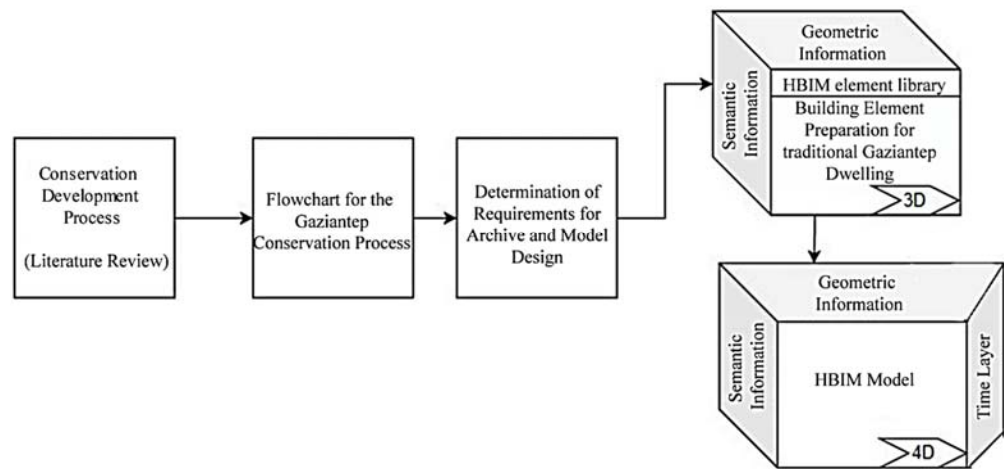 Conservation
Development
Process
(Literature Review)
Flowchart for the
Gaziantep
Conservation Process
Determination of
Requirements for
Archive and Model
Design
Geometric
Information
Semantic
Information
HBIM element library
Building Element
Preparation for
traditional Gaziantep
Dwelling
3D
Geometric
Information
Semantic
Information
HBIM Model
Time Layer
4D